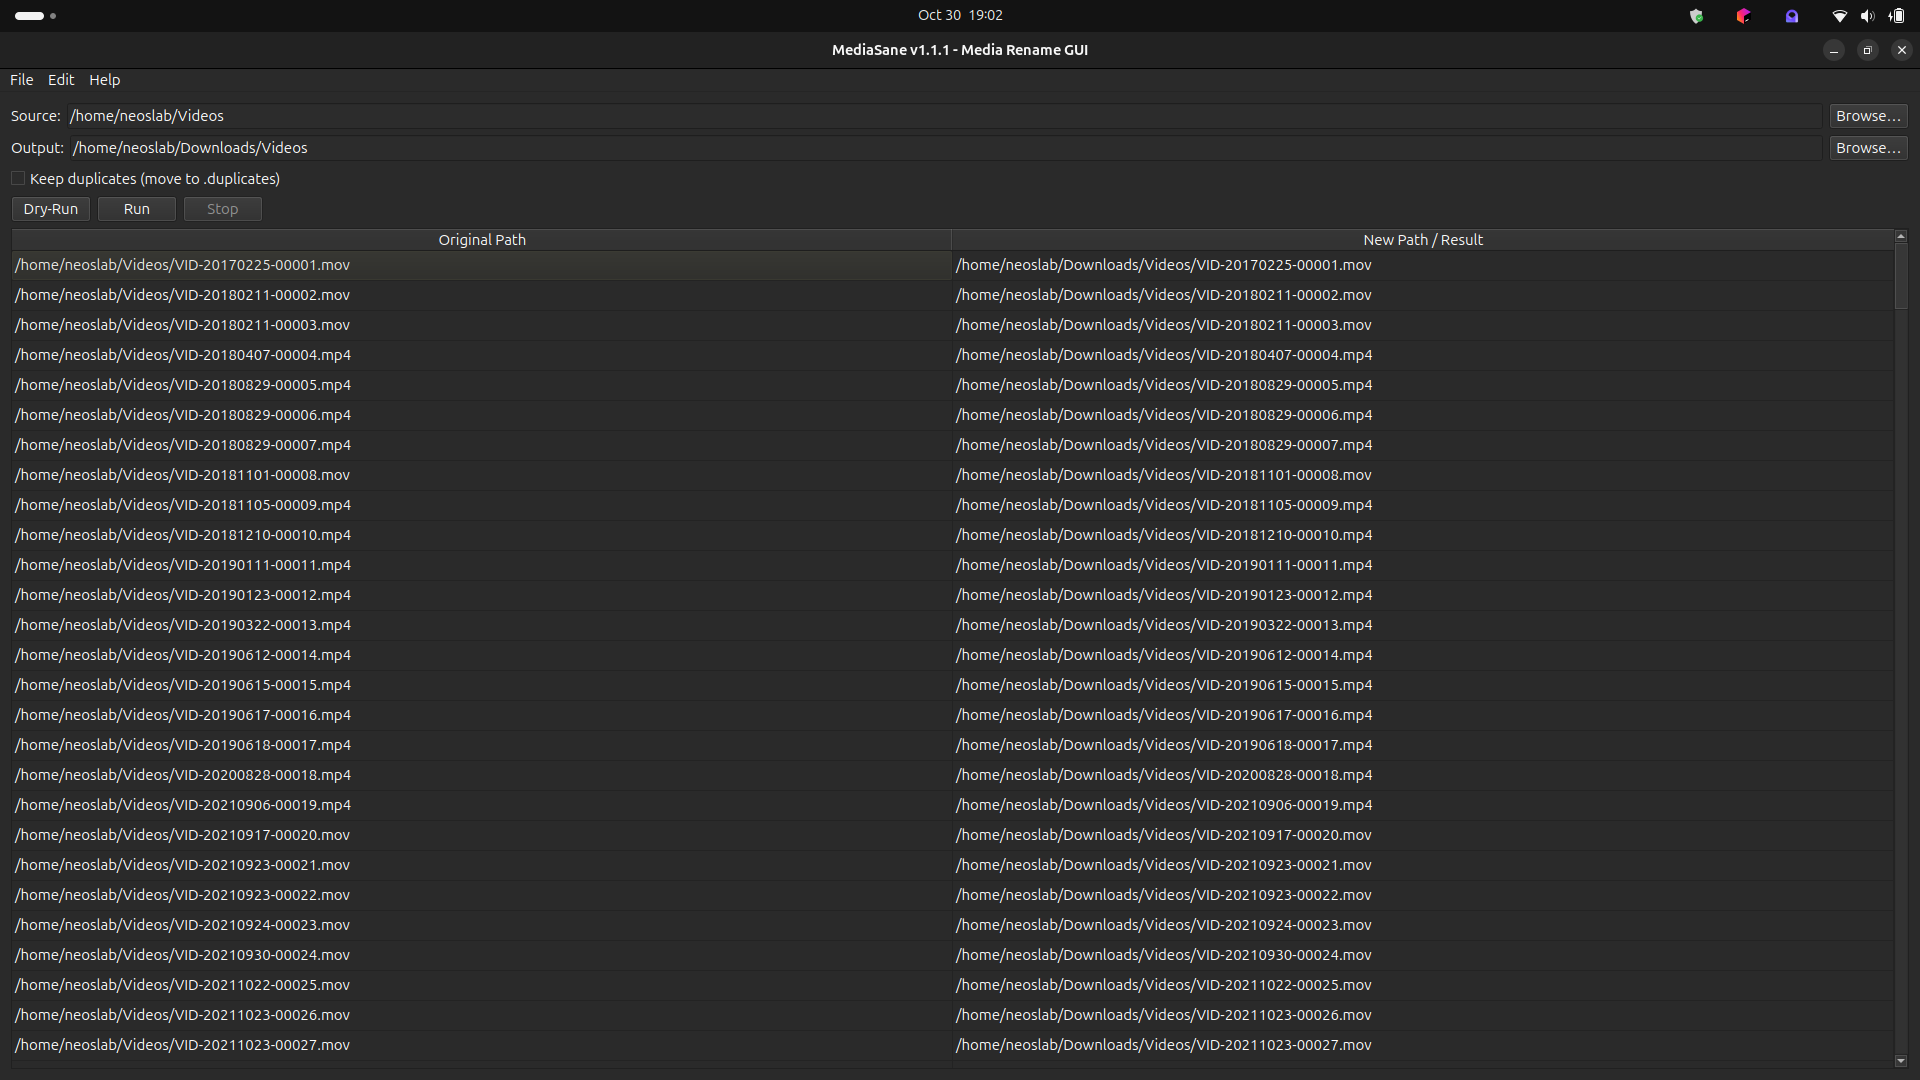 Oct 30 19:02
MediaSane v1.1.1 - Media Rename GUI
File Edit Help
Source: /home/neoslab/Videos Browse...
Output: /home/neoslab/Downloads/Videos Browse...
Keep duplicates (move to .duplicates)
Dry-Run Run Stop
Original Path New Path / Result
/home/neoslab/Videos/VID-20170225-00001.mov /home/neoslab/Downloads/Videos/VID-20170225-00001.mov
/home/neoslab/Videos/VID-20180211-00002.mov /home/neoslab/Downloads/Videos/VID-20180211-00002.mov
/home/neoslab/Videos/VID-20180211-00003.mov /home/neoslab/Downloads/Videos/VID-20180211-00003.mov
/home/neoslab/Videos/VID-20180407-00004.mp4 /home/neoslab/Downloads/Videos/VID-20180407-00004.mp4
/home/neoslab/Videos/VID-20180829-00005.mp4 /home/neoslab/Downloads/Videos/VID-20180829-00005.mp4
/home/neoslab/Videos/VID-20180829-00006.mp4 /home/neoslab/Downloads/Videos/VID-20180829-00006.mp4
/home/neoslab/Videos/VID-20180829-00007.mp4 /home/neoslab/Downloads/Videos/VID-20180829-00007.mp4
/home/neoslab/Videos/VID-20181101-00008.mov /home/neoslab/Downloads/Videos/VID-20181101-00008.mov
/home/neoslab/Videos/VID-20181105-00009.mp4 /home/neoslab/Downloads/Videos/VID-20181105-00009.mp4
/home/neoslab/Videos/VID-20181210-00010.mp4 /home/neoslab/Downloads/Videos/VID-20181210-00010.mp4
/home/neoslab/Videos/VID-20190111-00011.mp4 /home/neoslab/Downloads/Videos/VID-20190111-00011.mp4
/home/neoslab/Videos/VID-20190123-00012.mp4 /home/neoslab/Downloads/Videos/VID-20190123-00012.mp4
/home/neoslab/Videos/VID-20190322-00013.mp4 /home/neoslab/Downloads/Videos/VID-20190322-00013.mp4
/home/neoslab/Videos/VID-20190612-00014.mp4 /home/neoslab/Downloads/Videos/VID-20190612-00014.mp4
/home/neoslab/Videos/VID-20190615-00015.mp4 /home/neoslab/Downloads/Videos/VID-20190615-00015.mp4
/home/neoslab/Videos/VID-20190617-00016.mp4 /home/neoslab/Downloads/Videos/VID-20190617-00016.mp4
/home/neoslab/Videos/VID-20190618-00017.mp4 /home/neoslab/Downloads/Videos/VID-20190618-00017.mp4
/home/neoslab/Videos/VID-20200828-00018.mp4 /home/neoslab/Downloads/Videos/VID-20200828-00018.mp4
/home/neoslab/Videos/VID-20210906-00019.mp4 /home/neoslab/Downloads/Videos/VID-20210906-00019.mp4
/home/neoslab/Videos/VID-20210917-00020.mov /home/neoslab/Downloads/Videos/VID-20210917-00020.mov
/home/neoslab/Videos/VID-20210923-00021.mov /home/neoslab/Downloads/Videos/VID-20210923-00021.mov
/home/neoslab/Videos/VID-20210923-00022.mov /home/neoslab/Downloads/Videos/VID-20210923-00022.mov
/home/neoslab/Videos/VID-20210924-00023.mov /home/neoslab/Downloads/Videos/VID-20210924-00023.mov
/home/neoslab/Videos/VID-20210930-00024.mov /home/neoslab/Downloads/Videos/VID-20210930-00024.mov
/home/neoslab/Videos/VID-20211022-00025.mov /home/neoslab/Downloads/Videos/VID-20211022-00025.mov
/home/neoslab/Videos/VID-20211023-00026.mov /home/neoslab/Downloads/Videos/VID-20211023-00026.mov
/home/neoslab/Videos/VID-20211023-00027.mov /home/neoslab/Downloads/Videos/VID-20211023-00027.mov